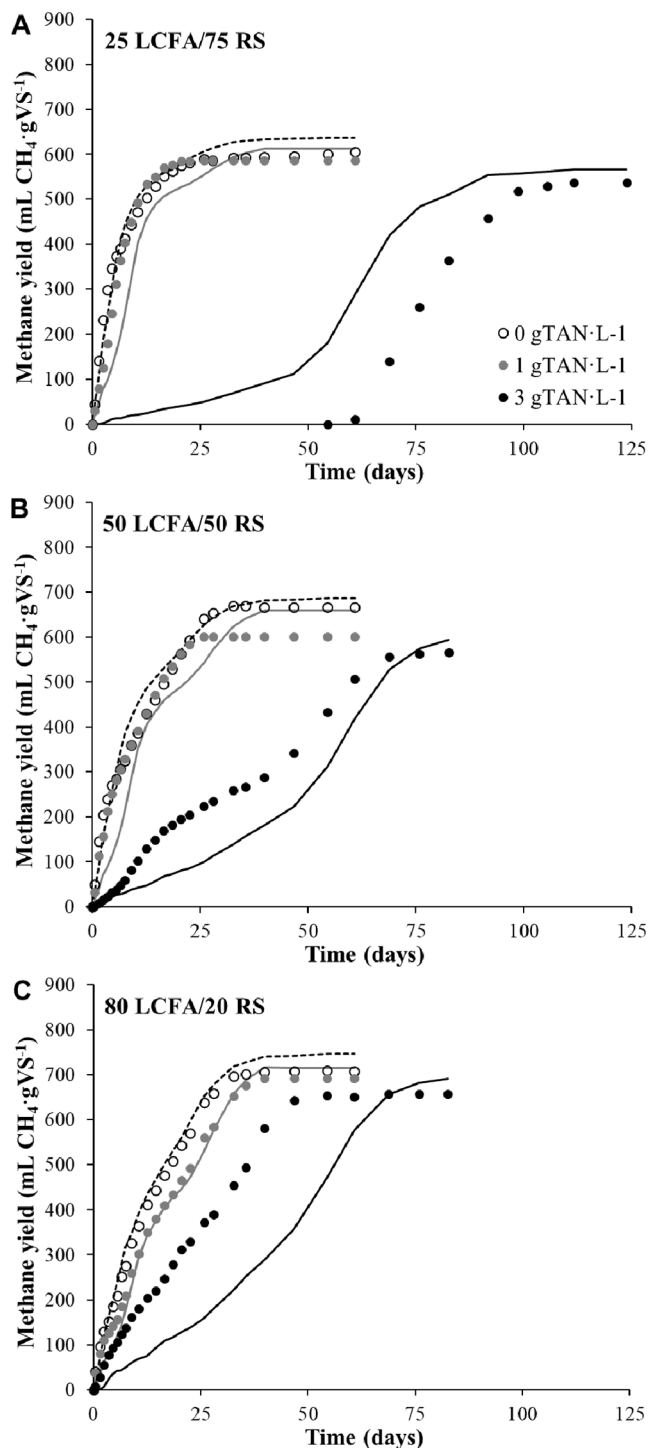 A
25 LCFA/75 RS
900
800
700
600
500
400
300
200
100
0
Methane yield (mL CH₄·gVS⁻¹)
0 gTAN·L-1
1 gTAN·L-1
3 gTAN·L-1
0 25 50 75 100 125
Time (days)
B
50 LCFA/50 RS
900
800
700
600
500
400
300
200
100
0
Methane yield (mL CH₄·gVS⁻¹)
0 25 50 75 100 125
Time (days)
C
80 LCFA/20 RS
900
800
700
600
500
400
300
200
100
0
Methane yield (mL CH₄·gVS⁻¹)
0 25 50 75 100 125
Time (days)